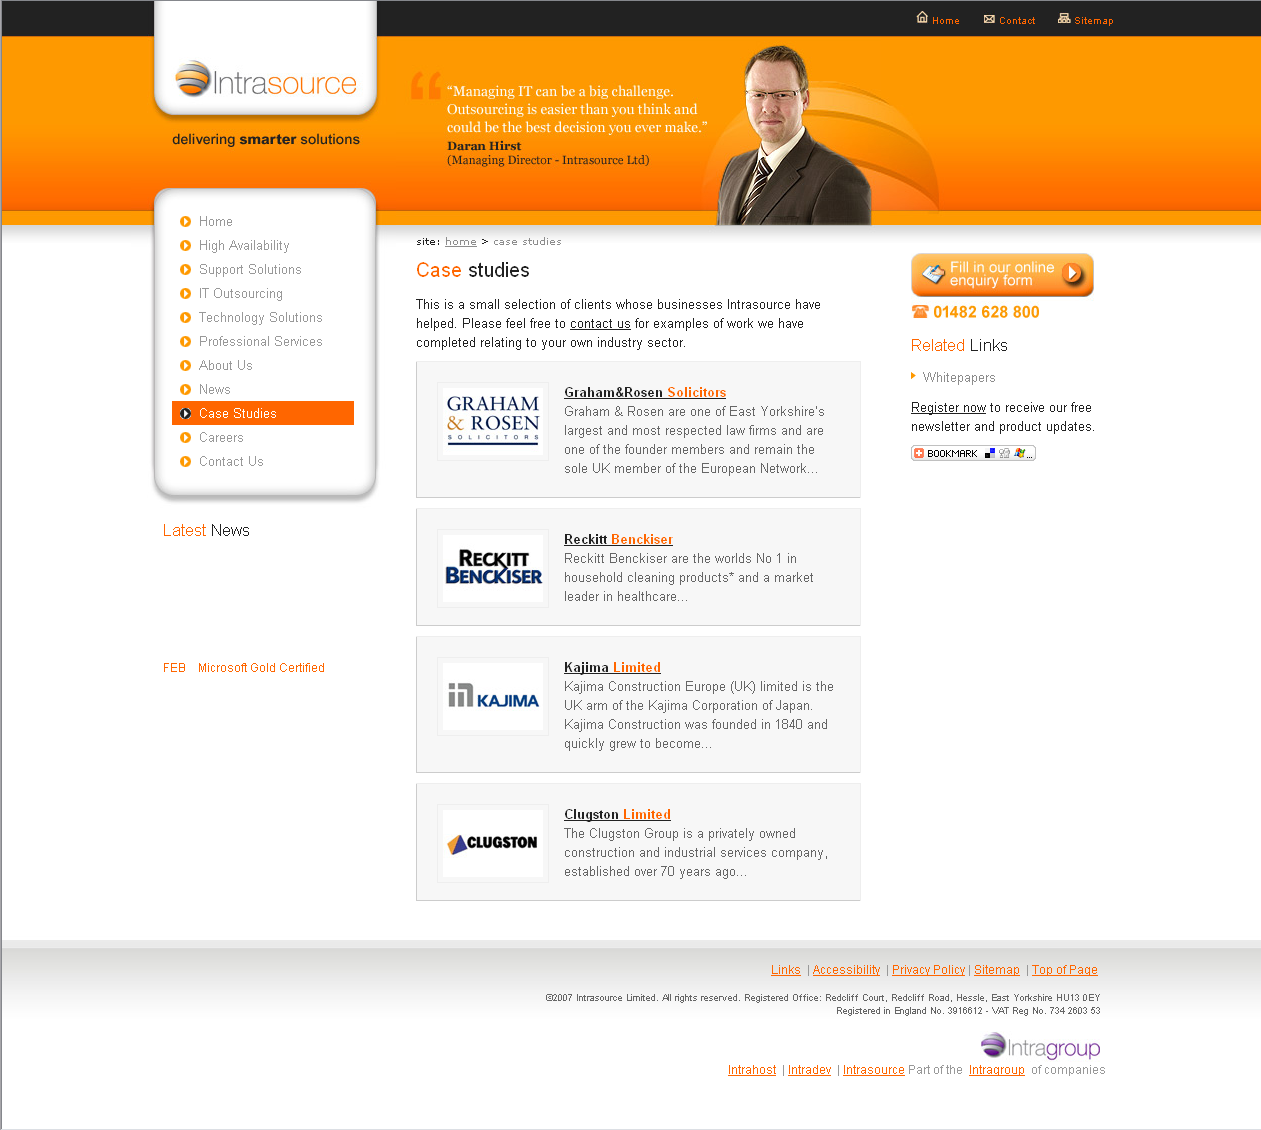 Home
Contact
Sitemap
Intrasource
delivering smarter solutions
“Managing IT can be a big challenge.
Outsourcing is easier than you think and
could be the best decision you ever make.”
Daran Hirst
(Managing Director - Intrasource Ltd)
Home
High Availability
Support Solutions
IT Outsourcing
Technology Solutions
Professional Services
About Us
News
Case Studies
Careers
Contact Us
Latest News
FEB Microsoft Gold Certified
site: home > case studies
Case studies
This is a small selection of clients whose businesses Intrasource have
helped. Please feel free to contact us for examples of work we have
completed relating to your own industry sector.
GRAHAM
& ROSEN
SOLICITORS
Graham&Rosen Solicitors
Graham & Rosen are one of East Yorkshire's
largest and most respected law firms and are
one of the founder members and remain the
sole UK member of the European Network...
RECKITT
BENCKISER
Reckitt Benckiser
Reckitt Benckiser are the worlds No 1 in
household cleaning products* and a market
leader in healthcare...
KAJIMA
Kajima Limited
Kajima Construction Europe (UK) limited is the
UK arm of the Kajima Corporation of Japan.
Kajima Construction was founded in 1840 and
quickly grew to become...
CLUGSTON
Clugston Limited
The Clugston Group is a privately owned
construction and industrial services company,
established over 70 years ago...
Fill in our online
enquiry form
01482 628 800
Related Links
Whitepapers
Register now to receive our free
newsletter and product updates.
BOOKMARK
Links | Accessibility | Privacy Policy | Sitemap | Top of Page
©2007 Intrasource Limited. All rights reserved. Registered Office: Redcliff Court, Redcliff Road, Hessle, East Yorkshire HU13 0EY
Registered in England No. 3916612 - VAT Reg No. 734 2603 53
Intragroup
Intrahost | Intradev | Intrasource Part of the Intragroup of companies